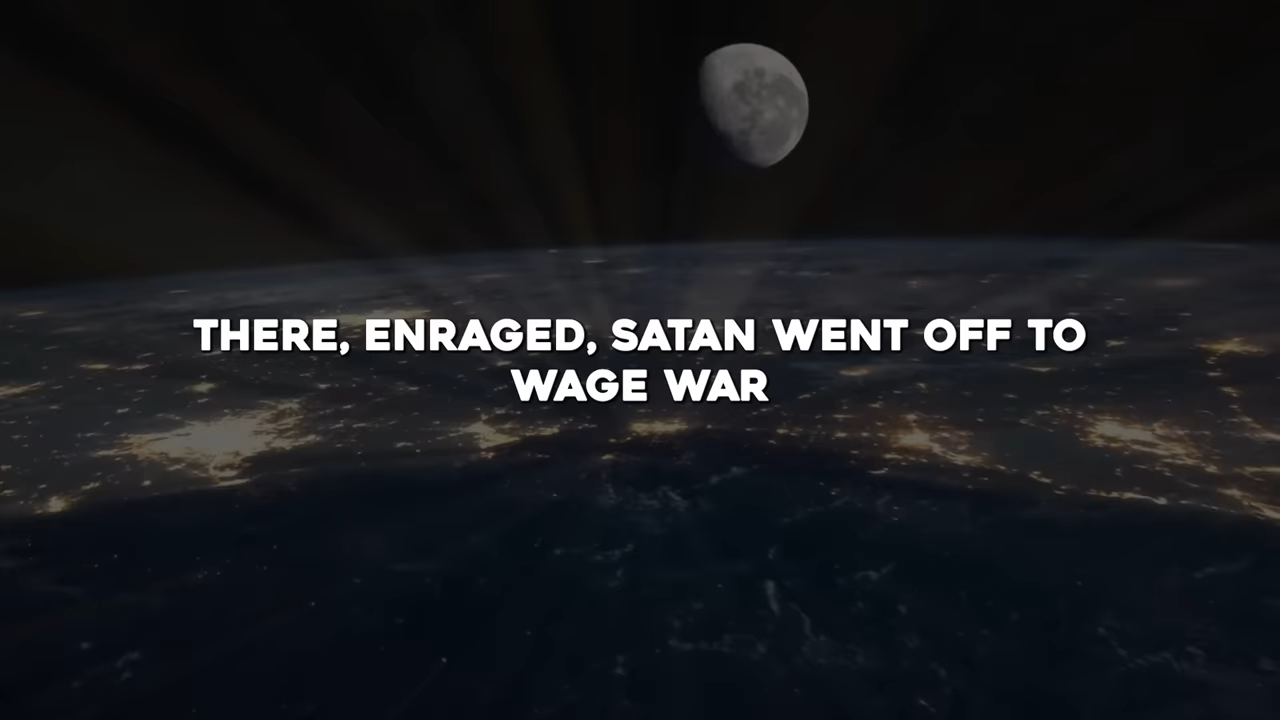 THERE, ENRAGED, SATAN WENT OFF TO
WAGE WAR